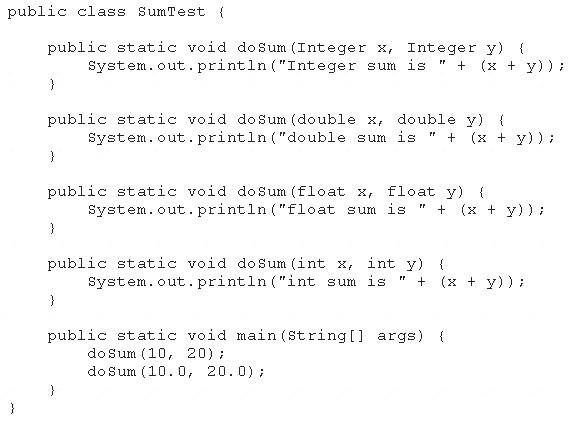 public class SumTest {
    public static void doSum(Integer x, Integer y) {
        System.out.println("Integer sum is " + (x + y));
    }
    public static void doSum(double x, double y) {
        System.out.println("double sum is " + (x + y));
    }
    public static void doSum(float x, float y) {
        System.out.println("float sum is " + (x + y));
    }
    public static void doSum(int x, int y) {
        System.out.println("int sum is " + (x + y));
    }
    public static void main(String[] args) {
        doSum(10, 20);
        doSum(10.0, 20.0);
    }
}